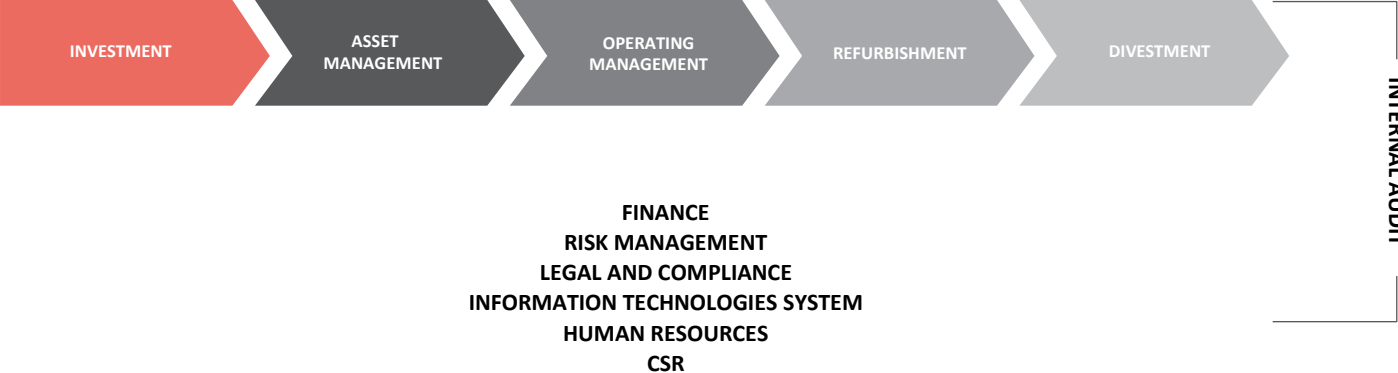 INVESTMENT
ASSET
MANAGEMENT
OPERATING
MANAGEMENT
REFURBISHMENT
DIVESTMENT
INTERNAL AUDIT
FINANCE
RISK MANAGEMENT
LEGAL AND COMPLIANCE
INFORMATION TECHNOLOGIES SYSTEM
HUMAN RESOURCES
CSR